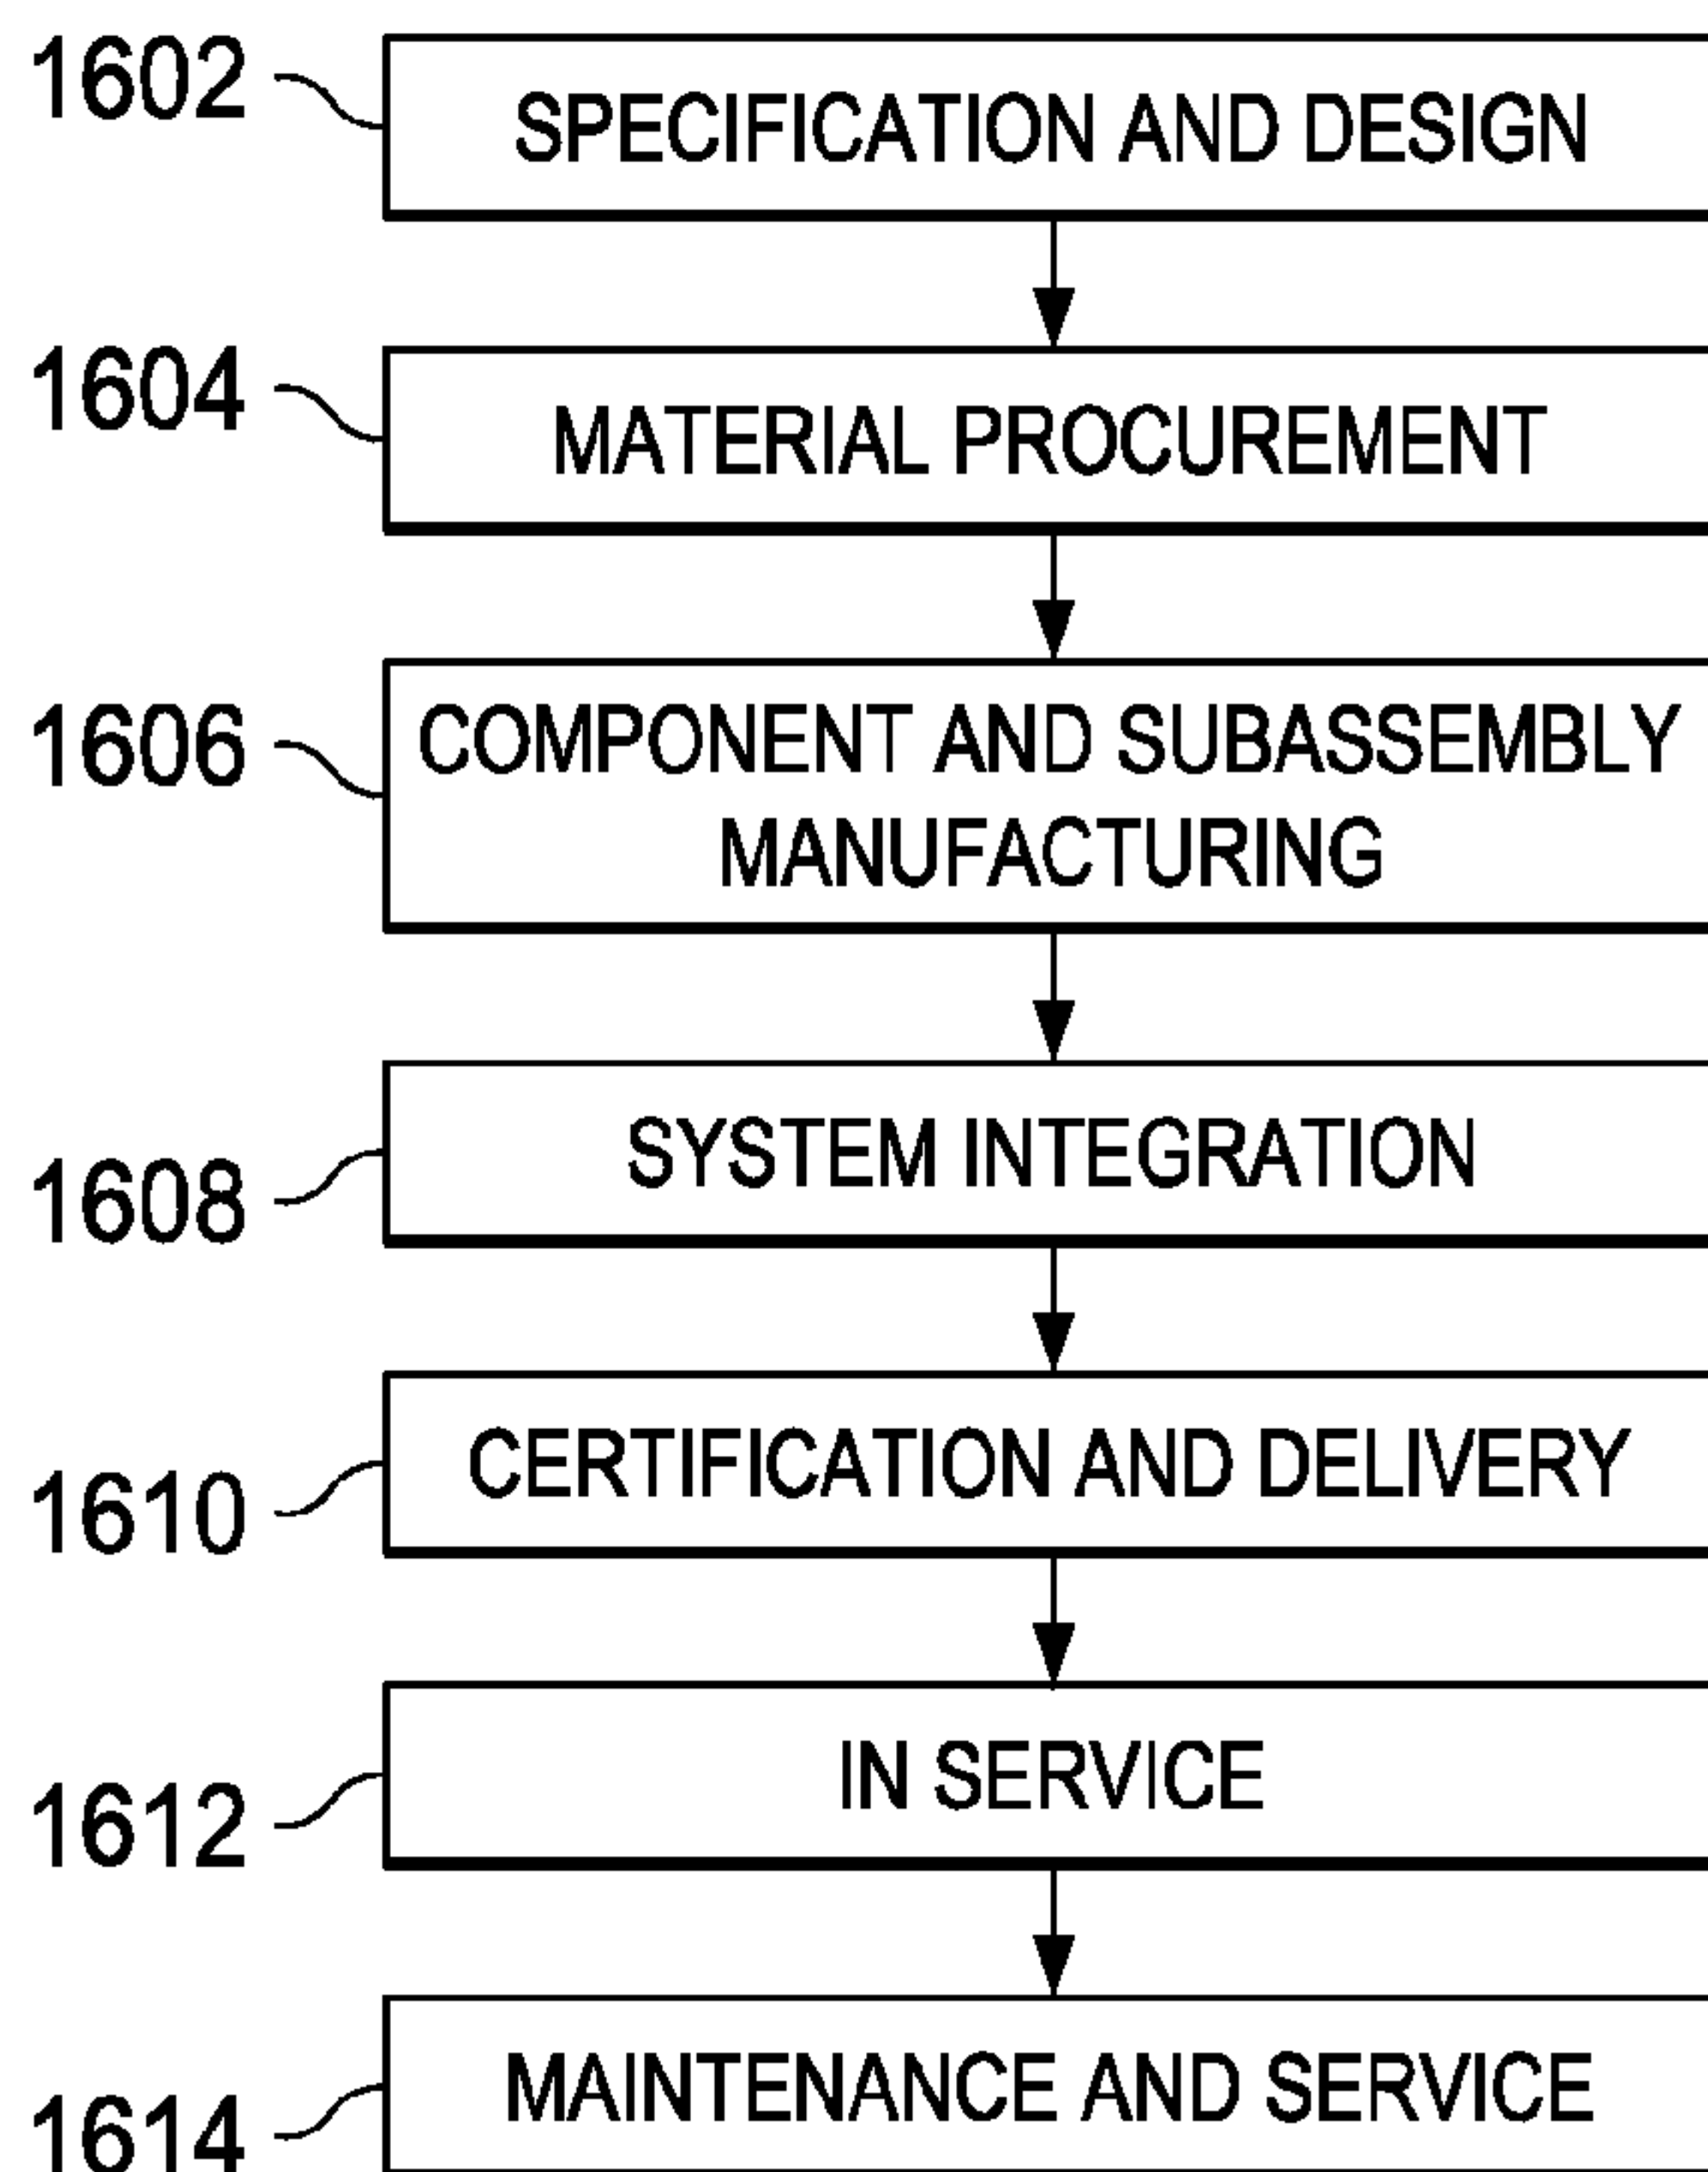 1602
SPECIFICATION AND DESIGN
1604
MATERIAL PROCUREMENT
1606
COMPONENT AND SUBASSEMBLY
MANUFACTURING
1608
SYSTEM INTEGRATION
1610
CERTIFICATION AND DELIVERY
1612
IN SERVICE
1614
MAINTENANCE AND SERVICE